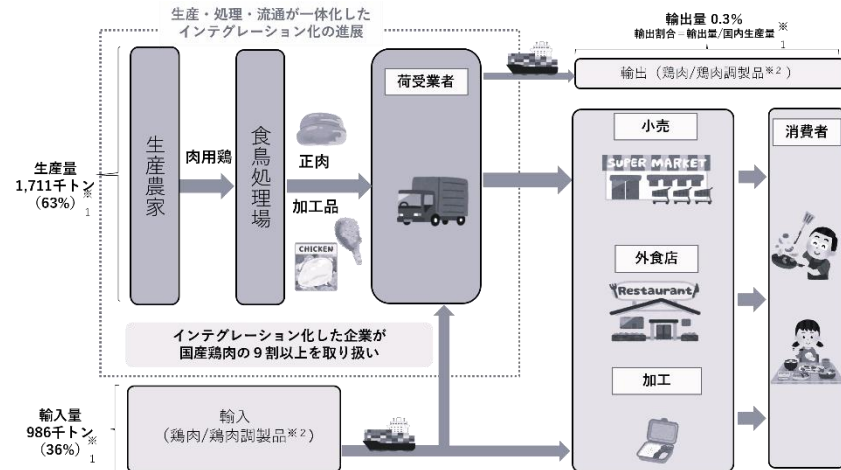 生産・処理・流通が一体化した
インテグレーション化の進展
輸出量 0.3%
輸出割合＝輸出量/国内生産量※1
輸出（鶏肉/鶏肉調製品※2）
荷受業者
生産農家
肉用鶏
食鳥処理場
正肉
加工品
CHICKEN
生産量
1,711千トン※1
（63%）
小売
SUPER MARKET
外食店
Restaurant
加工
消費者
インテグレーション化した企業が
国産鶏肉の９割以上を取り扱い
輸入量
986千トン※1
（36%）
輸入
（鶏肉/鶏肉調製品※2）